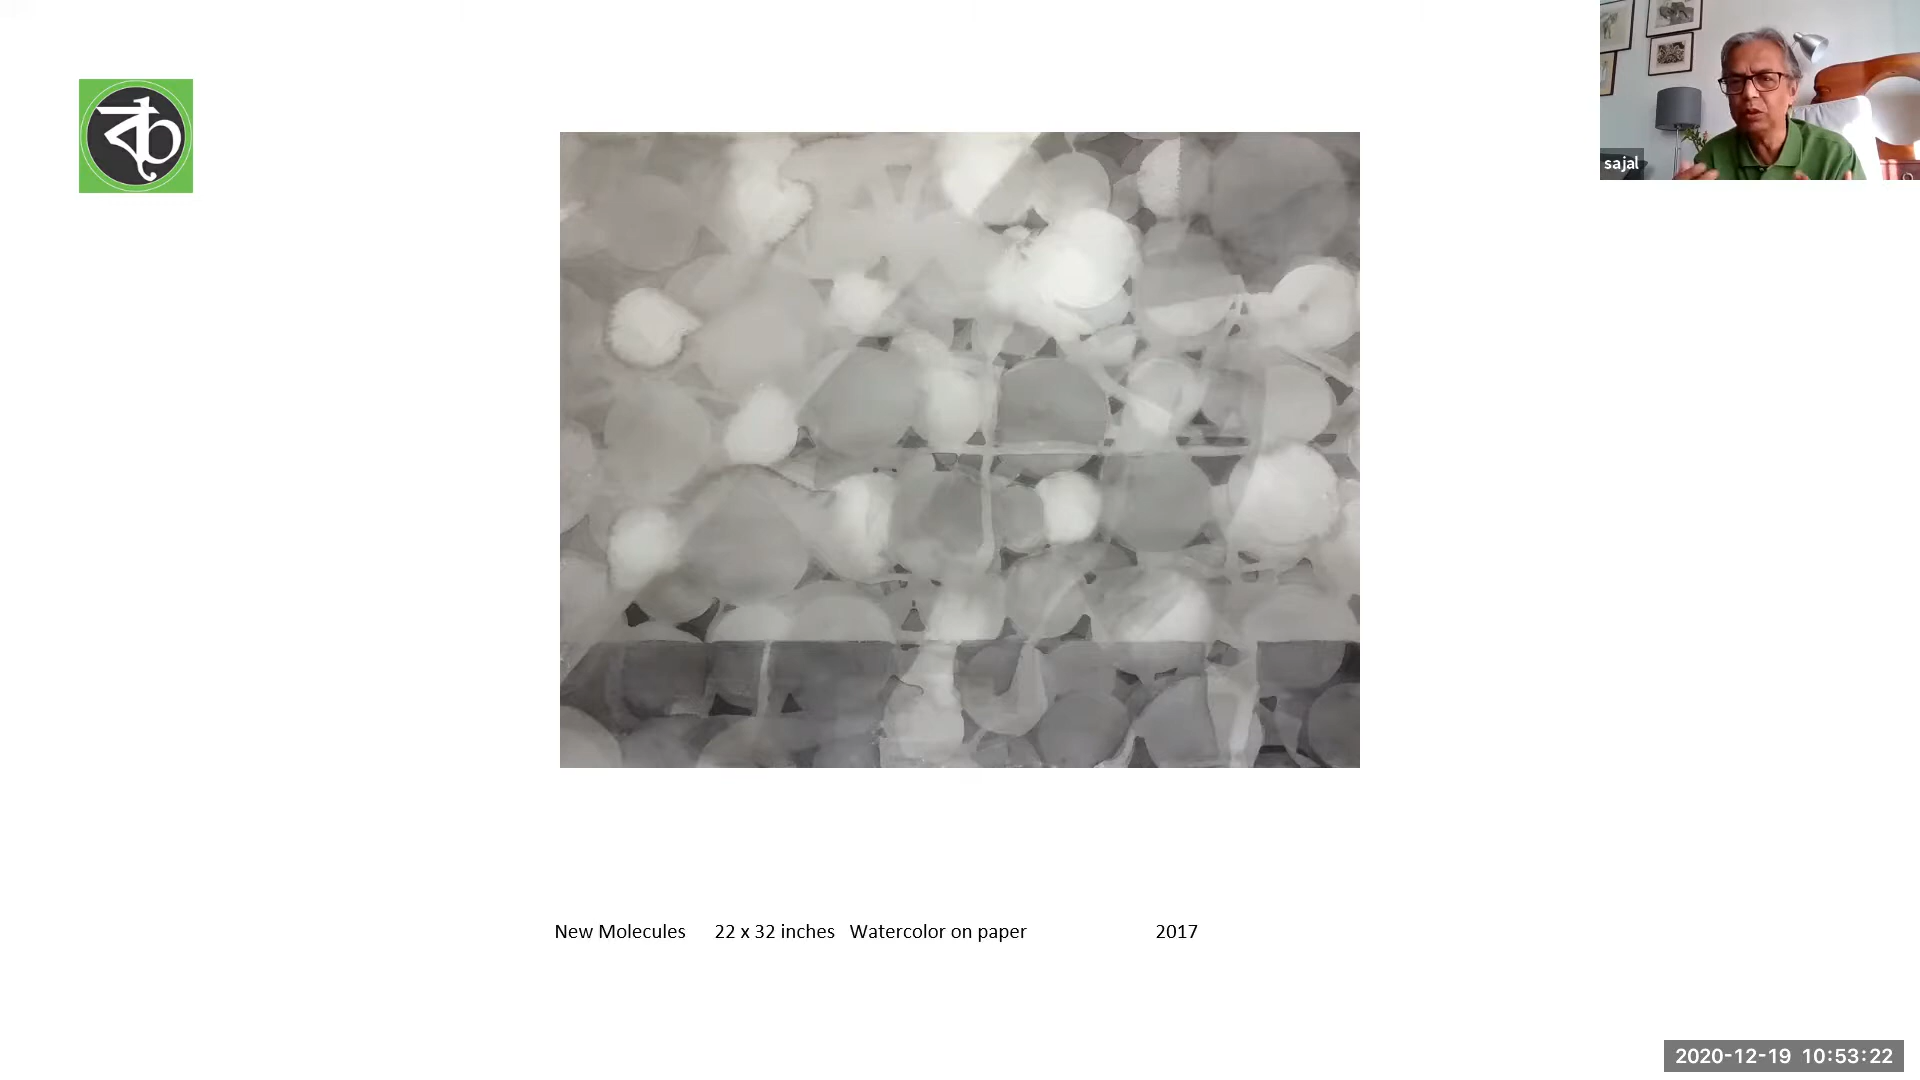 sajal
New Molecules 22 x 32 inches Watercolor on paper 2017
2020-12-19 10:53:22